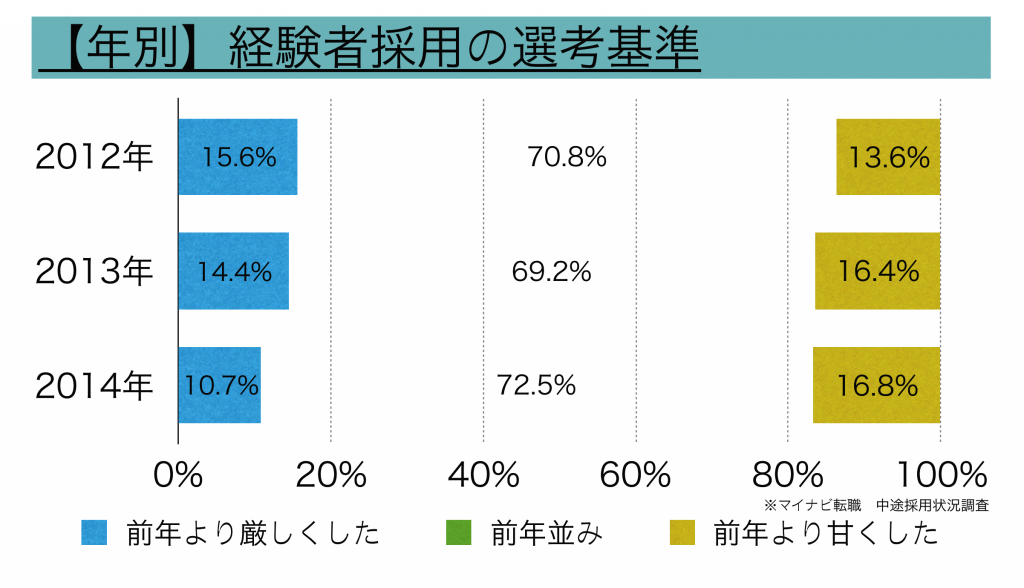 【年別】経験者採用の選考基準
2012年 15.6% 70.8% 13.6%
2013年 14.4% 69.2% 16.4%
2014年 10.7% 72.5% 16.8%
0% 20% 40% 60% 80% 100%
※マイナビ転職　中途採用状況調査
前年より厳しくした 前年並み 前年より甘くした